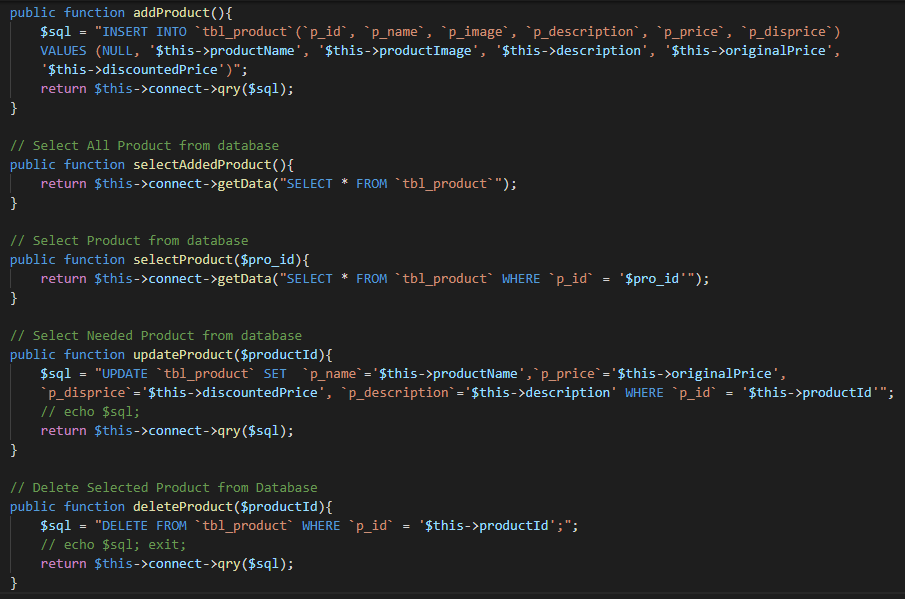 public function addProduct(){
$sql = "INSERT INTO `tbl_product`(`p_id`, `p_name`, `p_image`, `p_description`, `p_price`, `p_disprice`)
VALUES (NULL, '$this->productName', '$this->productImage', '$this->description', '$this->originalPrice',
'$this->discountedPrice')";
return $this->connect->qry($sql);
}
// Select All Product from database
public function selectAddedProduct(){
return $this->connect->getData("SELECT * FROM `tbl_product`");
}
// Select Product from database
public function selectProduct($pro_id){
return $this->connect->getData("SELECT * FROM `tbl_product` WHERE `p_id` = '$pro_id'");
}
// Select Needed Product from database
public function updateProduct($productId){
$sql = "UPDATE `tbl_product` SET  `p_name`='$this->productName',`p_price`='$this->originalPrice',
`p_disprice`='$this->discountedPrice', `p_description`='$this->description' WHERE `p_id` = '$this->productId'";
// echo $sql;
return $this->connect->qry($sql);
}
// Delete Selected Product from Database
public function deleteProduct($productId){
$sql = "DELETE FROM `tbl_product` WHERE `p_id` = '$this->productId';";
// echo $sql; exit;
return $this->connect->qry($sql);
}